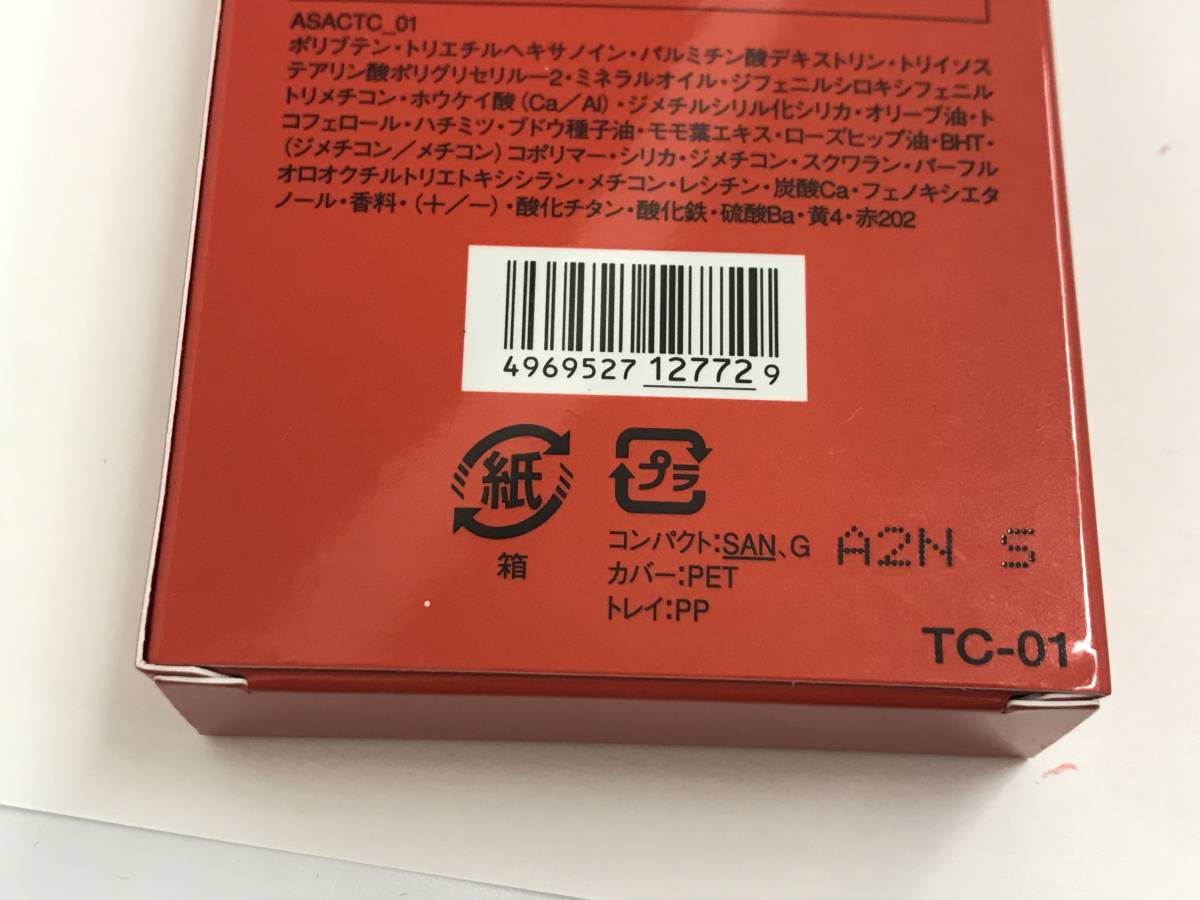 ASACTC_01
ポリブテン・トリエチルヘキサノイン・パルミチン酸デキストリン・トリイソス
テアリン酸ポリグリセリル－2・ミネラルオイル・ジフェニルシロキシフェニル
トリメチコン・ホウケイ酸（Ca／Al）・ジメチルシリル化シリカ・オリーブ油・ト
コフェロール・ハチミツ・ブドウ種子油・モモ葉エキス・ローズヒップ油・BHT・
（ジメチコン／メチコン）コポリマー・シリカ・ジメチコン・スクワラン・パーフル
オロオクチルトリエトキシシラン・メチコン・レシチン・炭酸Ca・フェノキシエタ
ノール・香料・（＋／－）・酸化チタン・酸化鉄・硫酸Ba・黄4・赤202
4969527 12772 9
紙
箱
プラ
コンパクト：SAN、G
カバー：PET
トレイ：PP
A2N S
TC-01